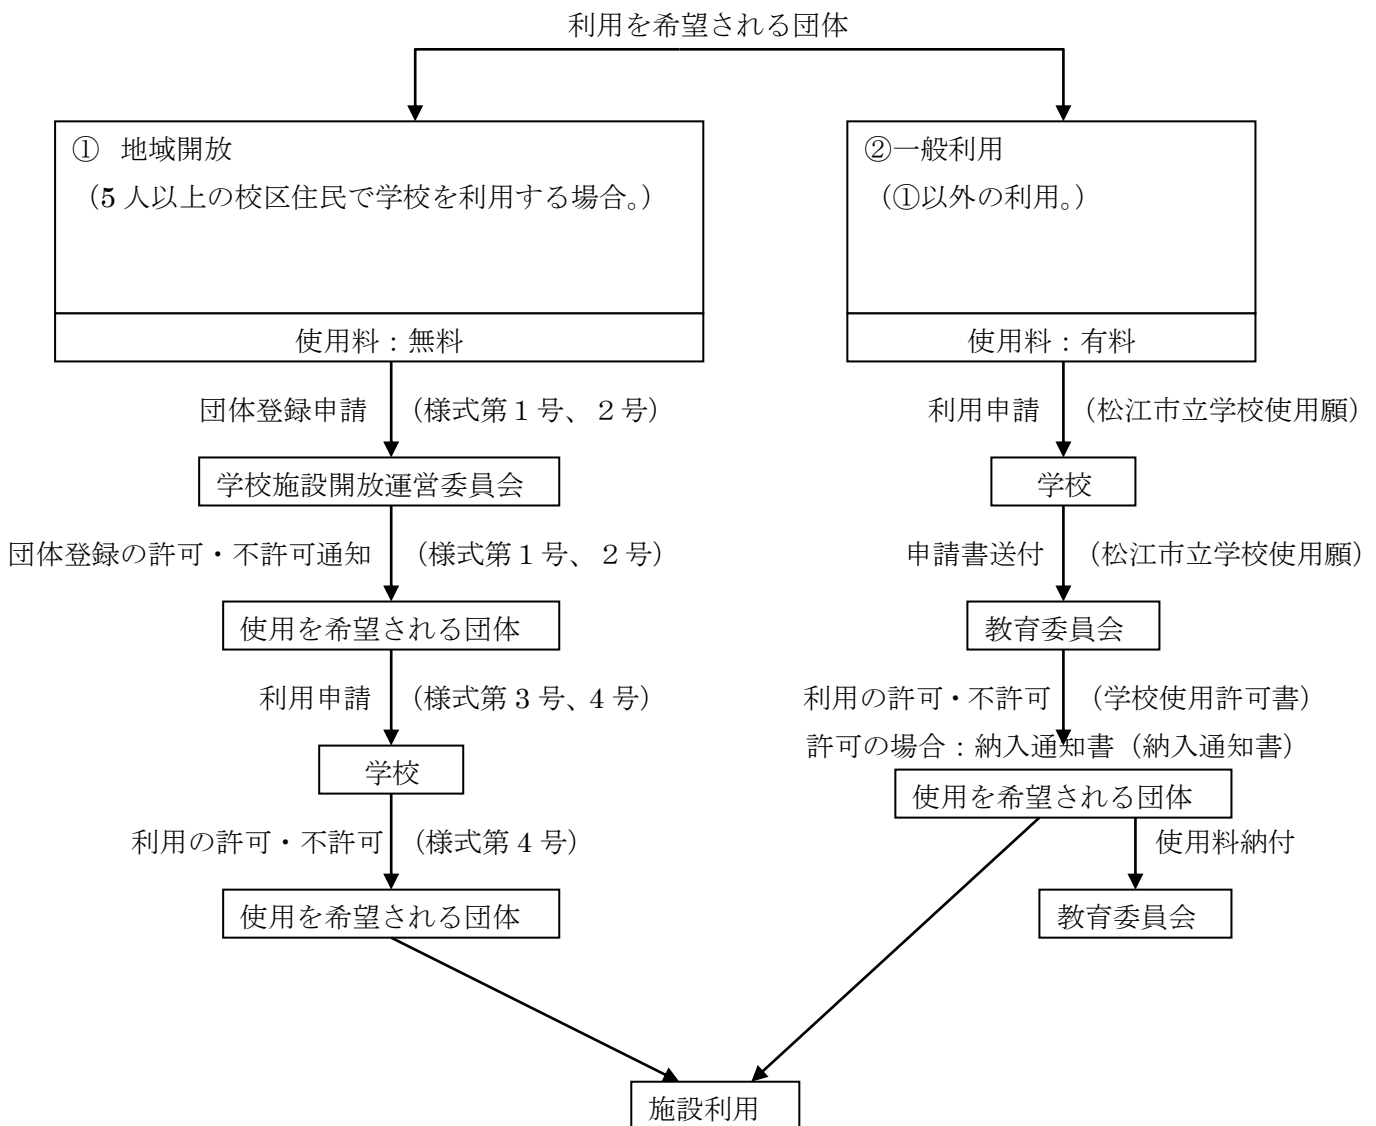 利用を希望される団体
① 地域開放
（5 人以上の校区住民で学校を利用する場合。）
使用料：無料
団体登録申請 （様式第１号、２号）
学校施設開放運営委員会
団体登録の許可・不許可通知 （様式第１号、２号）
使用を希望される団体
利用申請 （様式第３号、４号）
学校
利用の許可・不許可 （様式第４号）
使用を希望される団体
②一般利用
（①以外の利用。）
使用料：有料
利用申請 （松江市立学校使用願）
学校
申請書送付 （松江市立学校使用願）
教育委員会
利用の許可・不許可 （学校使用許可書）
許可の場合：納入通知書（納入通知書）
使用を希望される団体
使用料納付
教育委員会
施設利用